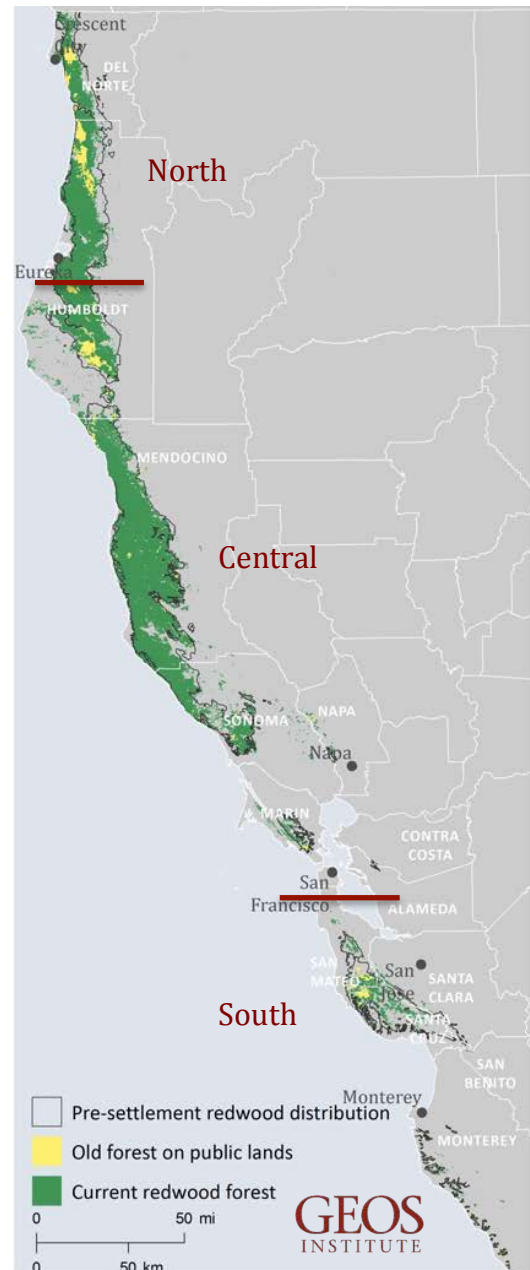 Crescent
City
DEL
NORTE
North
Eureka
HUMBOLDT
MENDOCINO
Central
SONOMA
NAPA
Napa
MARIN
CONTRA
COSTA
San
Francisco
ALAMEDA
SAN
MATEO
San
Jose
SANTA
CLARA
SANTA
CRUZ
South
SAN
BENITO
Monterey
MONTEREY
Pre-settlement redwood distribution
Old forest on public lands
Current redwood forest
0 50 mi
0 50 km
GEOS
INSTITUTE